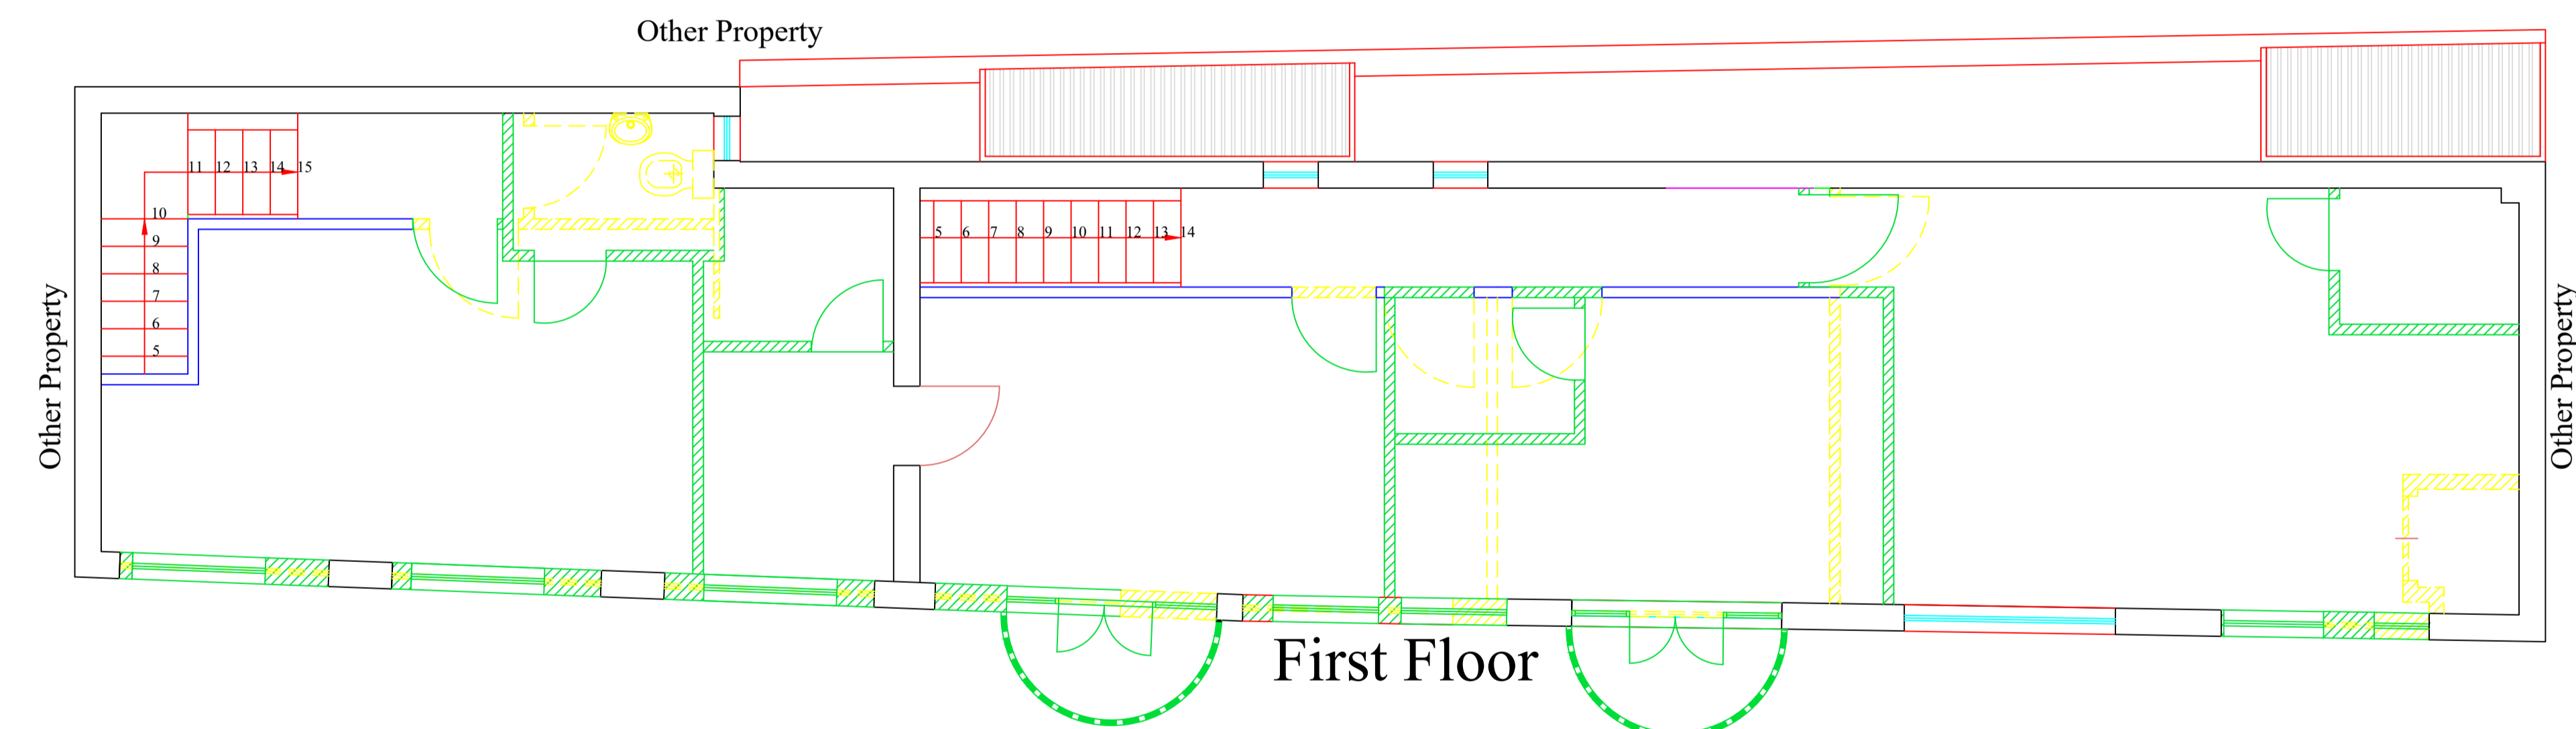 Other Property
11 12 13 14 15
10
9
8
7
6
5
5 6 7 8 9 10 11 12 13 14
Other Property
Other Property
First Floor